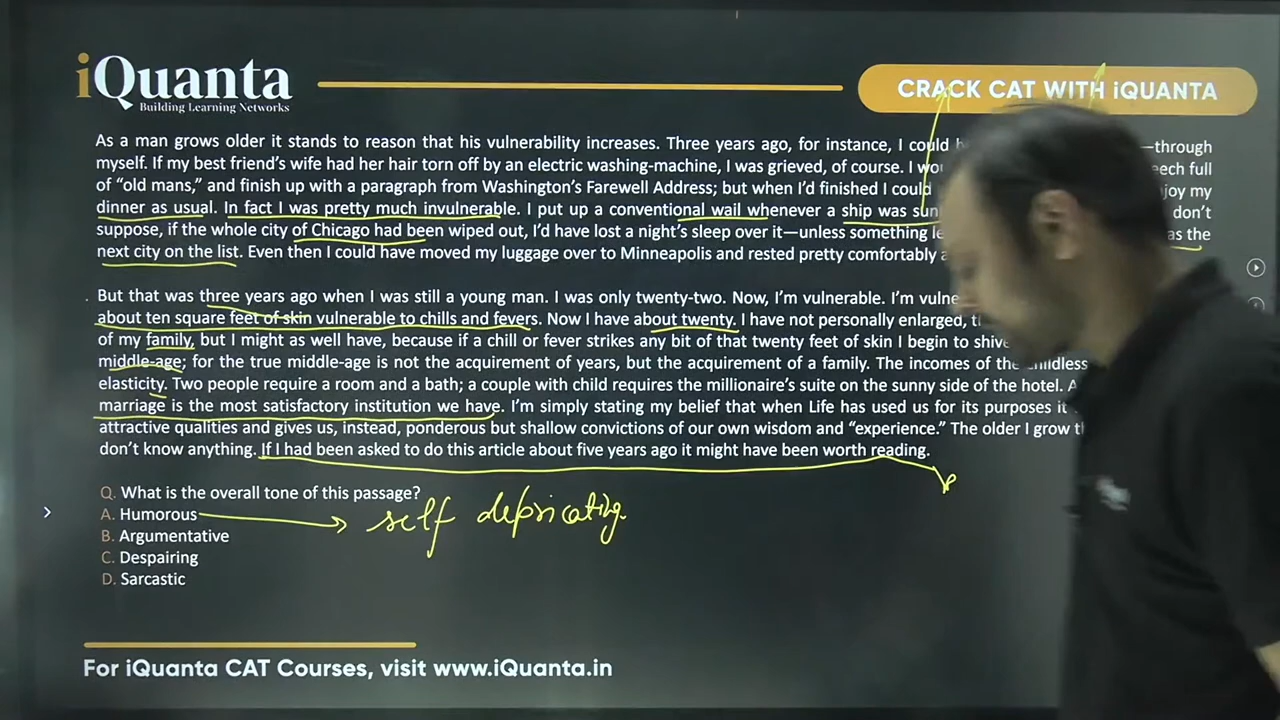 iQuanta
Building Learning Networks
CRACK CAT WITH iQUANTA
As a man grows older it stands to reason that his vulnerability increases. Three years ago, for instance, I could —through
myself. If my best friend's wife had her hair torn off by an electric washing-machine, I was grieved, of course. I full
of "old mans," and finish up with a paragraph from Washington's Farewell Address; but when I'd finished I could my
dinner as usual. In fact I was pretty much invulnerable. I put up a conventional wail whenever a ship was don't
suppose, if the whole city of Chicago had been wiped out, I'd have lost a night's sleep over it—unless something as the
next city on the list. Even then I could have moved my luggage over to Minneapolis and rested pretty comfortably
. But that was three years ago when I was still a young man. I was only twenty-two. Now, I'm vulnerable. I'm
about ten square feet of skin vulnerable to chills and fevers. Now I have about twenty. I have not personally enlarged,
of my family, but I might as well have, because if a chill or fever strikes any bit of that twenty feet of skin I begin to
middle-age; for the true middle-age is not the acquirement of years, but the acquirement of a family. The incomes of the childless
elasticity. Two people require a room and a bath; a couple with child requires the millionaire's suite on the sunny side of the hotel.
marriage is the most satisfactory institution we have. I'm simply stating my belief that when Life has used us for its purposes it
attractive qualities and gives us, instead, ponderous but shallow convictions of our own wisdom and "experience." The older I grow
don't know anything. If I had been asked to do this article about five years ago it might have been worth reading.
Q. What is the overall tone of this passage?
A. Humorous self depricating
B. Argumentative
C. Despairing
D. Sarcastic
For iQuanta CAT Courses, visit www.iQuanta.in